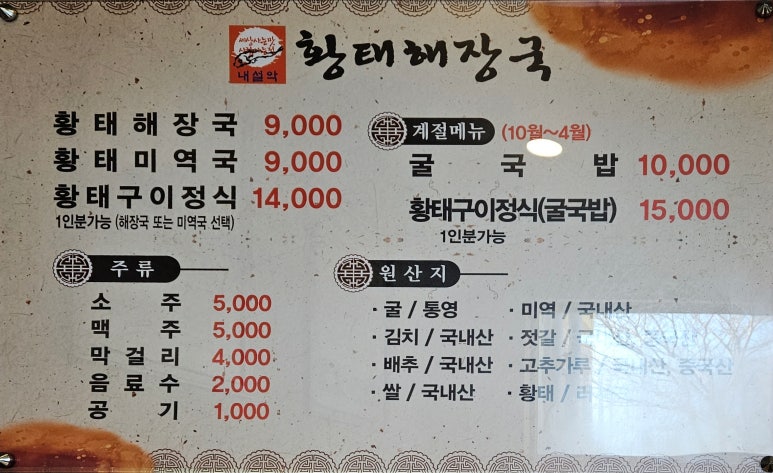 내설악
황태해장국
황태해장국 9,000
황태미역국 9,000
황태구이정식 14,000
1인분가능 (해장국 또는 미역국 선택)
계절메뉴 (10월~4월)
굴국밥 10,000
황태구이정식(굴국밥) 15,000
1인분가능
주류
소주 5,000
맥주 5,000
막걸리 4,000
음료수 2,000
공기 1,000
원산지
· 굴 / 통영
· 김치 / 국내산
· 배추 / 국내산
· 쌀 / 국내산
· 미역 / 국내산
· 젓갈 /
· 고추가루 / 국내산, 중국산
· 황태 / 러